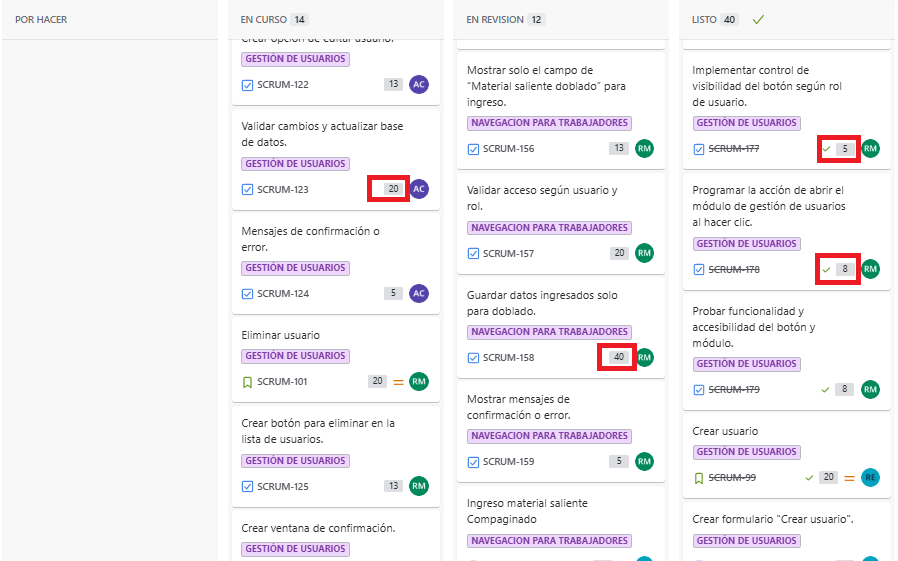 POR HACER
EN CURSO 14
Crear opción de editar usuario.
GESTIÓN DE USUARIOS
SCRUM-122
13
AC
Validar cambios y actualizar base
de datos.
GESTIÓN DE USUARIOS
SCRUM-123
20
AC
Mensajes de confirmación o
error.
GESTIÓN DE USUARIOS
SCRUM-124
5
AC
Eliminar usuario
GESTIÓN DE USUARIOS
SCRUM-101
20
RM
Crear botón para eliminar en la
lista de usuarios.
GESTIÓN DE USUARIOS
SCRUM-125
13
RM
Crear ventana de confirmación.
GESTIÓN DE USUARIOS
EN REVISION 12
Mostrar solo el campo de
“Material saliente doblado” para
ingreso.
NAVEGACION PARA TRABAJADORES
SCRUM-156
13
RM
Validar acceso según usuario y
rol.
NAVEGACION PARA TRABAJADORES
SCRUM-157
20
RM
Guardar datos ingresados solo
para doblado.
NAVEGACION PARA TRABAJADORES
SCRUM-158
40
RM
Mostrar mensajes de
confirmación o error.
NAVEGACION PARA TRABAJADORES
SCRUM-159
5
RM
Ingreso material saliente
Compaginado
NAVEGACION PARA TRABAJADORES
LISTO 40
Implementar control de
visibilidad del botón según rol
de usuario.
GESTIÓN DE USUARIOS
SCRUM-177
5
RM
Programar la acción de abrir el
módulo de gestión de usuarios
al hacer clic.
GESTIÓN DE USUARIOS
SCRUM-178
8
RM
Probar funcionalidad y
accesibilidad del botón y
módulo.
GESTIÓN DE USUARIOS
SCRUM-179
8
RM
Crear usuario
GESTIÓN DE USUARIOS
SCRUM-99
20
RE
Crear formulario "Crear usuario".
GESTIÓN DE USUARIOS